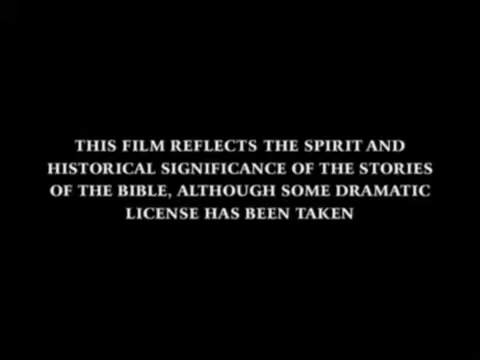 THIS FILM REFLECTS THE SPIRIT AND
HISTORICAL SIGNIFICANCE OF THE STORIES
OF THE BIBLE, ALTHOUGH SOME DRAMATIC
LICENSE HAS BEEN TAKEN